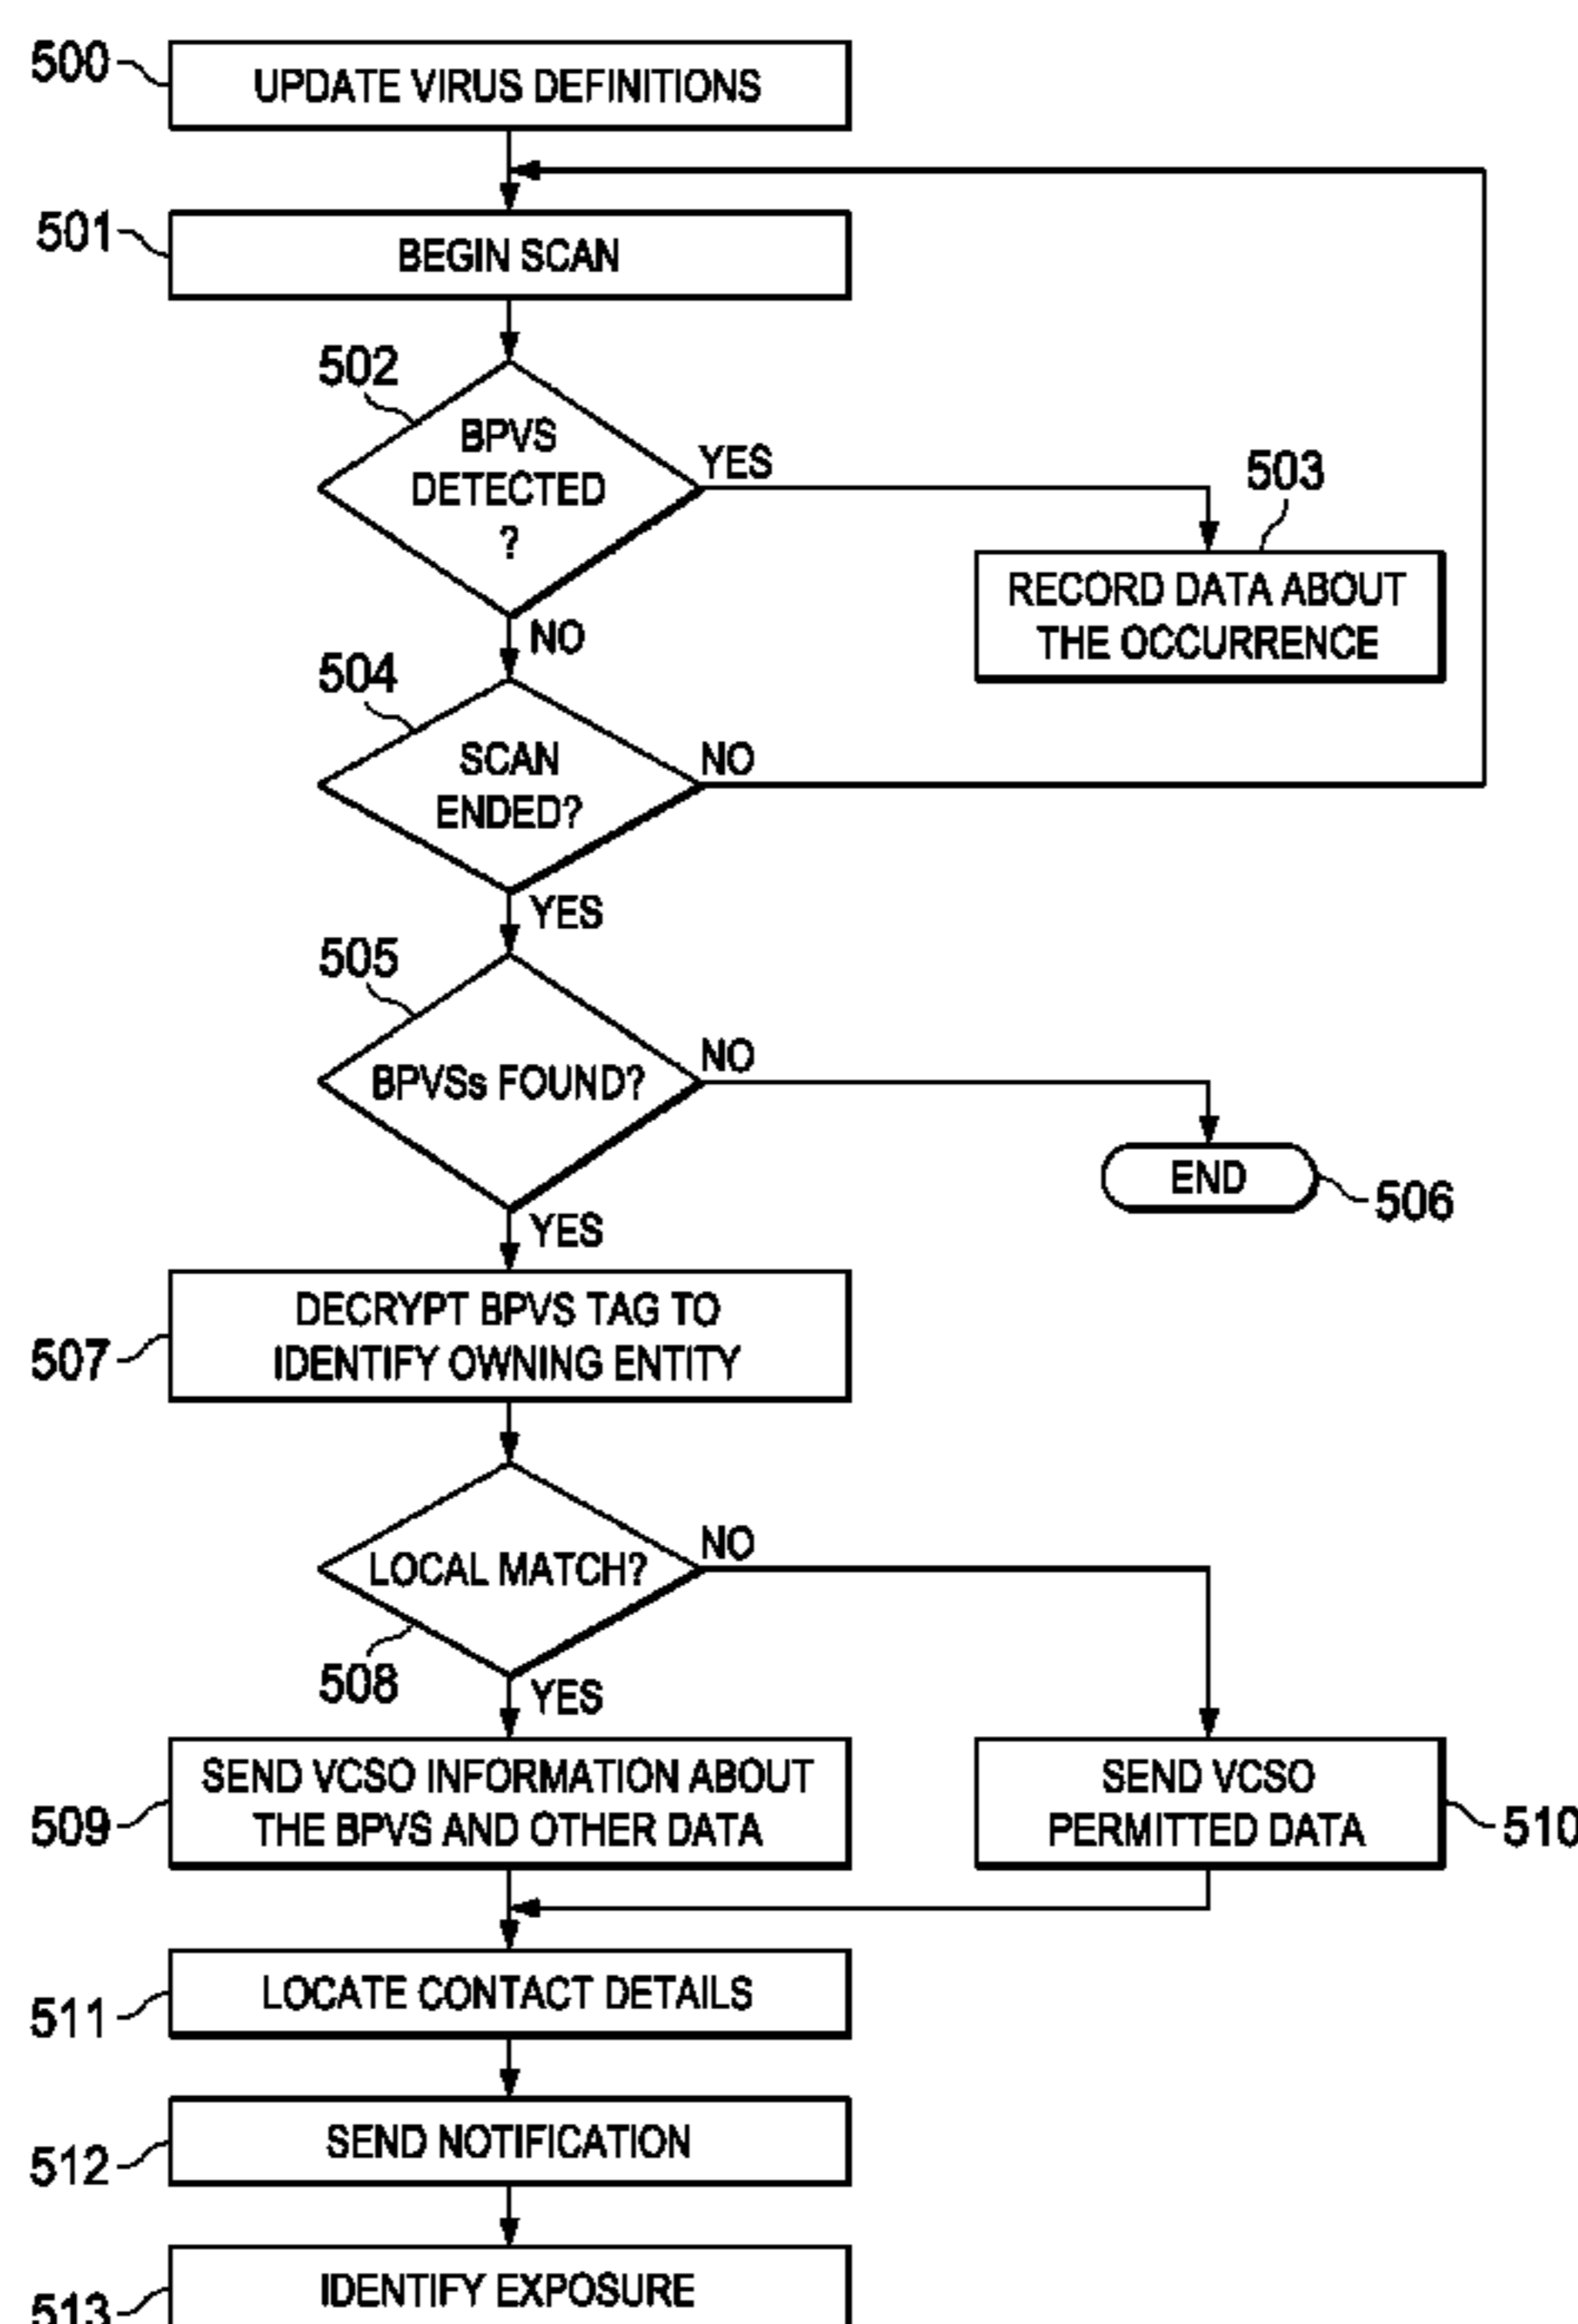 500
UPDATE VIRUS DEFINITIONS
501
BEGIN SCAN
502
BPVS
DETECTED
?
YES
503
RECORD DATA ABOUT
THE OCCURRENCE
NO
504
SCAN
ENDED?
NO
YES
505
BPVSs FOUND?
NO
END
506
YES
507
DECRYPT BPVS TAG TO
IDENTIFY OWNING ENTITY
LOCAL MATCH?
NO
508
YES
509
SEND VCSO INFORMATION ABOUT
THE BPVS AND OTHER DATA
SEND VCSO
PERMITTED DATA
510
511
LOCATE CONTACT DETAILS
512
SEND NOTIFICATION
513
IDENTIFY EXPOSURE